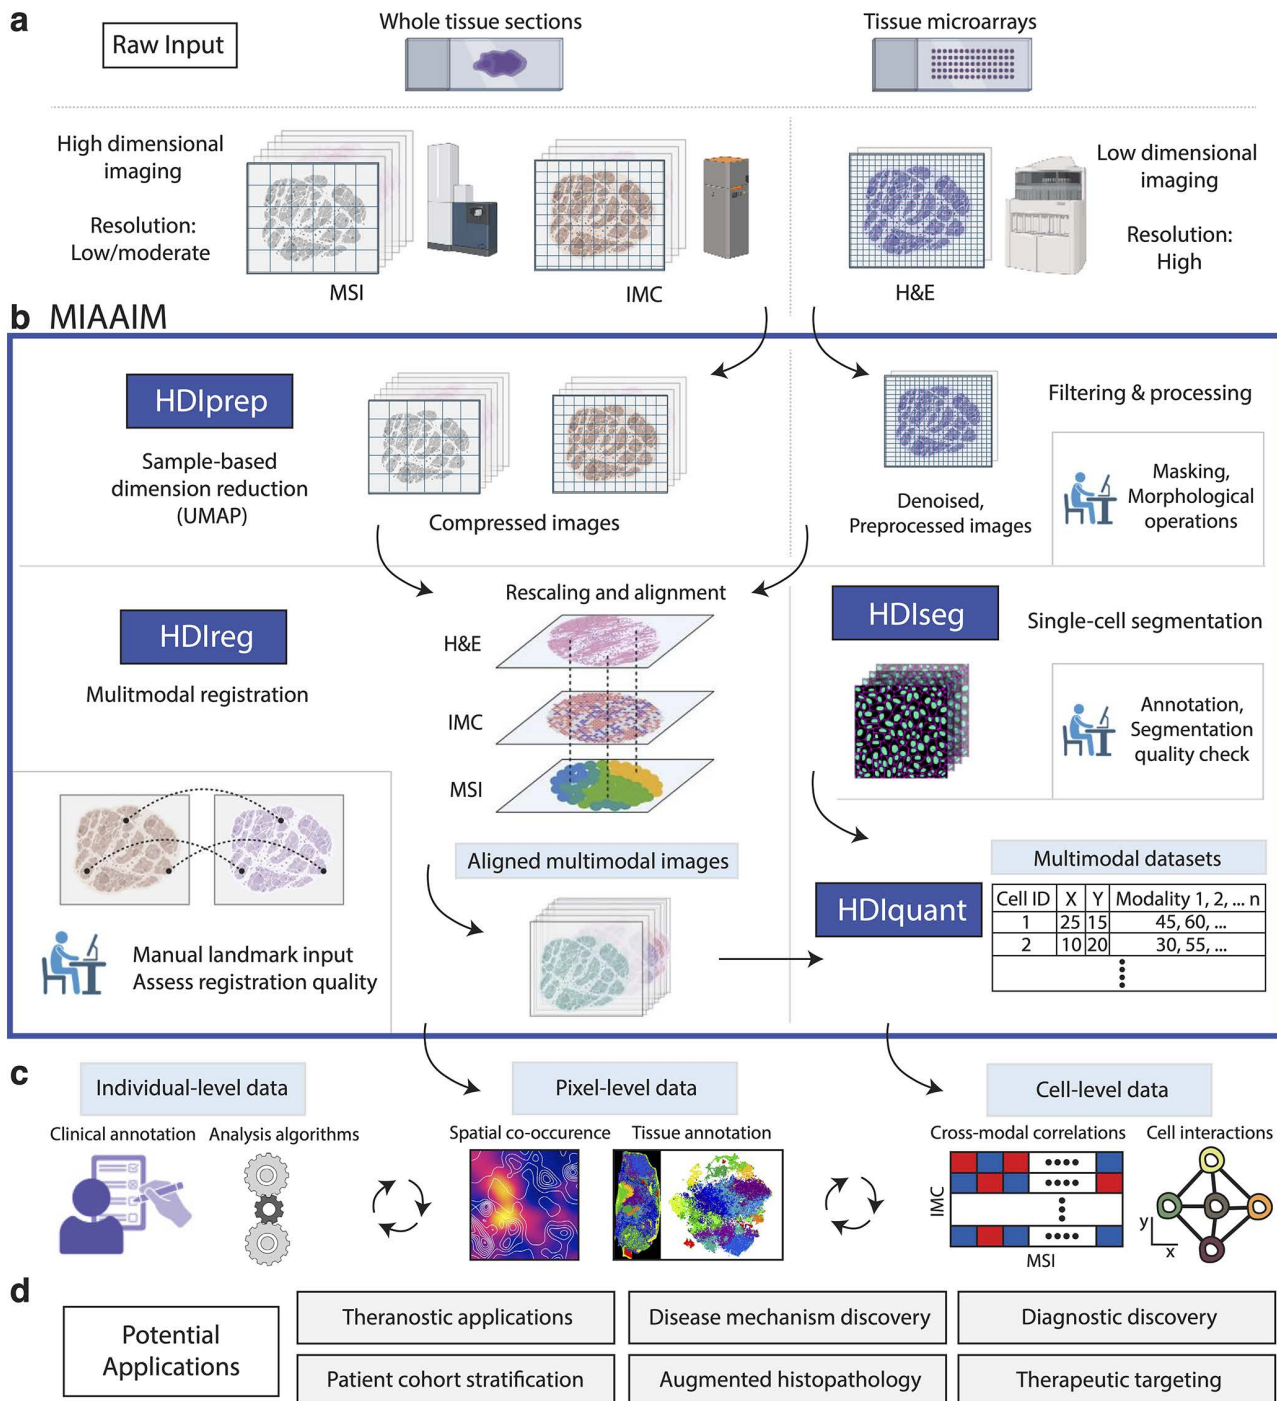 a
Raw Input
Whole tissue sections
Tissue microarrays
High dimensional
imaging
Resolution:
Low/moderate
MSI
IMC
H&E
Low dimensional
imaging
Resolution:
High
b MIAAIM
HDIprep
Sample-based
dimension reduction
(UMAP)
Compressed images
Denoised,
Preprocessed images
Filtering & processing
Masking,
Morphological
operations
HDIreg
Mulitmodal registration
Rescaling and alignment
H&E
IMC
MSI
Aligned multimodal images
Manual landmark input
Assess registration quality
HDIseg
Single-cell segmentation
Annotation,
Segmentation
quality check
HDIquant
Multimodal datasets
Cell ID X Y Modality 1, 2, ... n
1 25 15 45, 60, ...
2 10 20 30, 55, ...
c
Individual-level data
Clinical annotation
Analysis algorithms
Pixel-level data
Spatial co-occurence
Tissue annotation
Cell-level data
Cross-modal correlations
IMC
MSI
Cell interactions
y
x
d
Potential
Applications
Theranostic applications
Disease mechanism discovery
Diagnostic discovery
Patient cohort stratification
Augmented histopathology
Therapeutic targeting